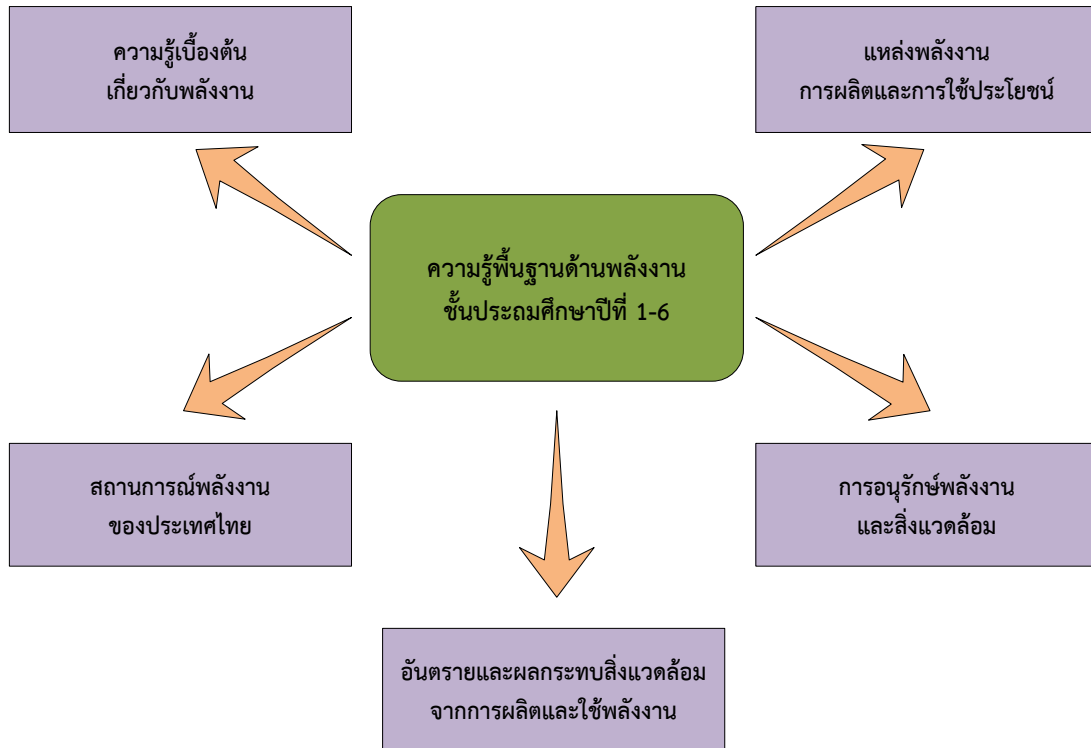 ความรู้เบื้องต้น
เกี่ยวกับพลังงาน
แหล่งพลังงาน
การผลิตและการใช้ประโยชน์
ความรู้พื้นฐานด้านพลังงาน
ชั้นประถมศึกษาปีที่ 1-6
สถานการณ์พลังงาน
ของประเทศไทย
การอนุรักษ์พลังงาน
และสิ่งแวดล้อม
อันตรายและผลกระทบสิ่งแวดล้อม
จากการผลิตและใช้พลังงาน